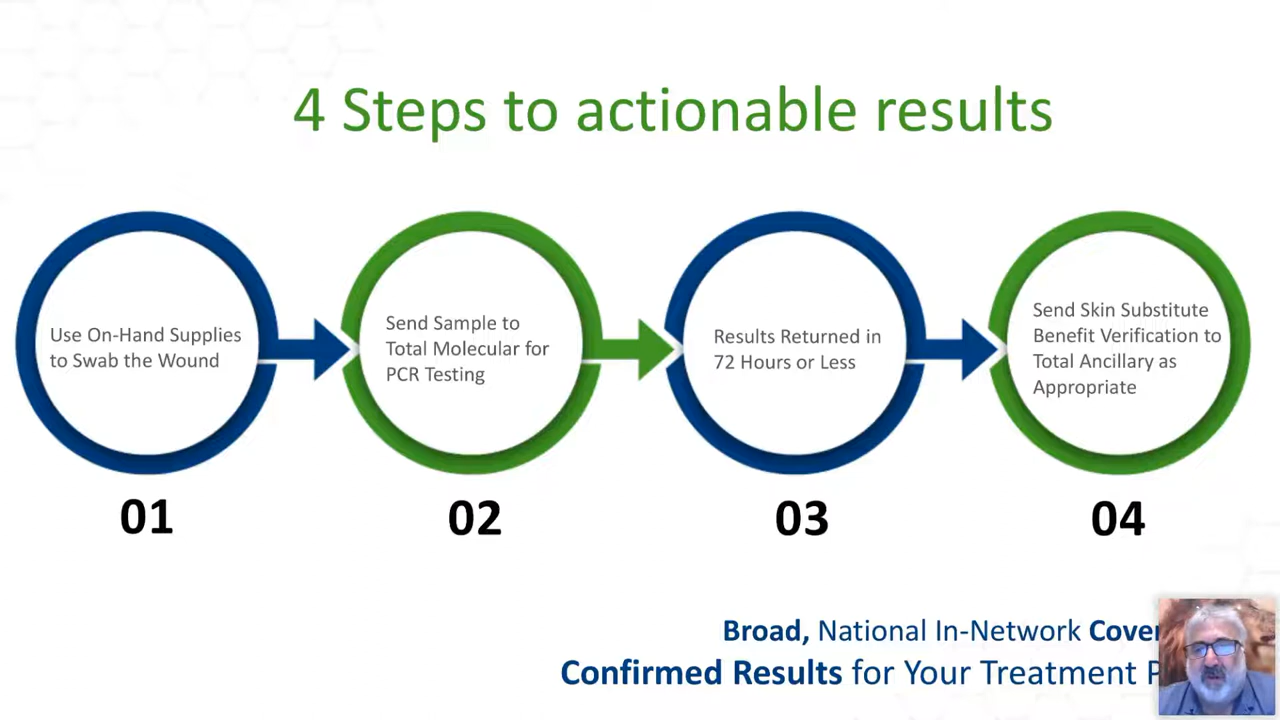 4 Steps to actionable results
Use On-Hand Supplies
to Swab the Wound
Send Sample to
Total Molecular for
PCR Testing
Results Returned in
72 Hours or Less
Send Skin Substitute
Benefit Verification to
Total Ancillary as
Appropriate
01
02
03
04
Broad, National In-Network
Confirmed Results for Your Treatment